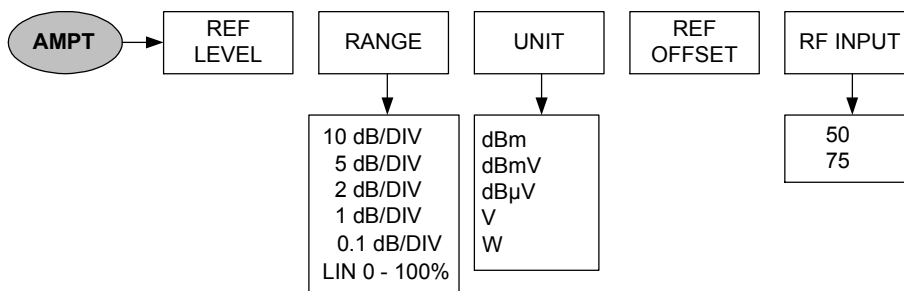 AMPT
REF
LEVEL
RANGE
UNIT
REF
OFFSET
RF INPUT
10 dB/DIV
5 dB/DIV
2 dB/DIV
1 dB/DIV
0.1 dB/DIV
LIN 0 - 100%
dBm
dBmV
dBµV
V
W
50
75